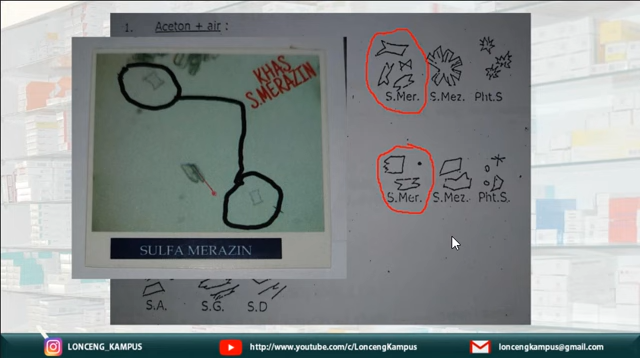 1. Aceton + air :
KHAS
S.MERAZIN
S.Mer. S.Mez. Pht.S
S.Mer. S.Mez. Pht.S.
SULFA MERAZIN
S.A. S.G. S.D
LONCENG_KAMPUS http://www.youtube.com/c/LoncengKampus loncengkampus@gmail.com